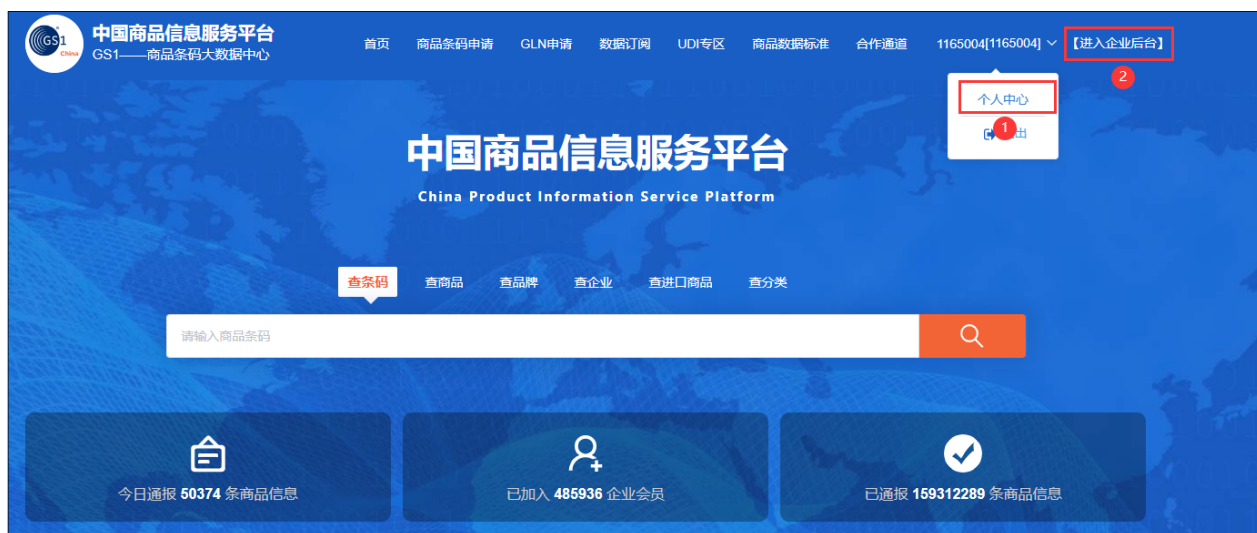 GS1
China
中国商品信息服务平台
GS1——商品条码大数据中心
首页 商品条码申请 GLN申请 数据订阅 UDI专区 商品数据标准 合作通道 1165004[1165004] 【进入企业后台】
2
个人中心
1
出
中国商品信息服务平台
China Product Information Service Platform
查条码 查商品 查品牌 查企业 查进口商品 查分类
请输入商品条码
今日通报 50374 条商品信息
已加入 485936 企业会员
已通报 159312289 条商品信息